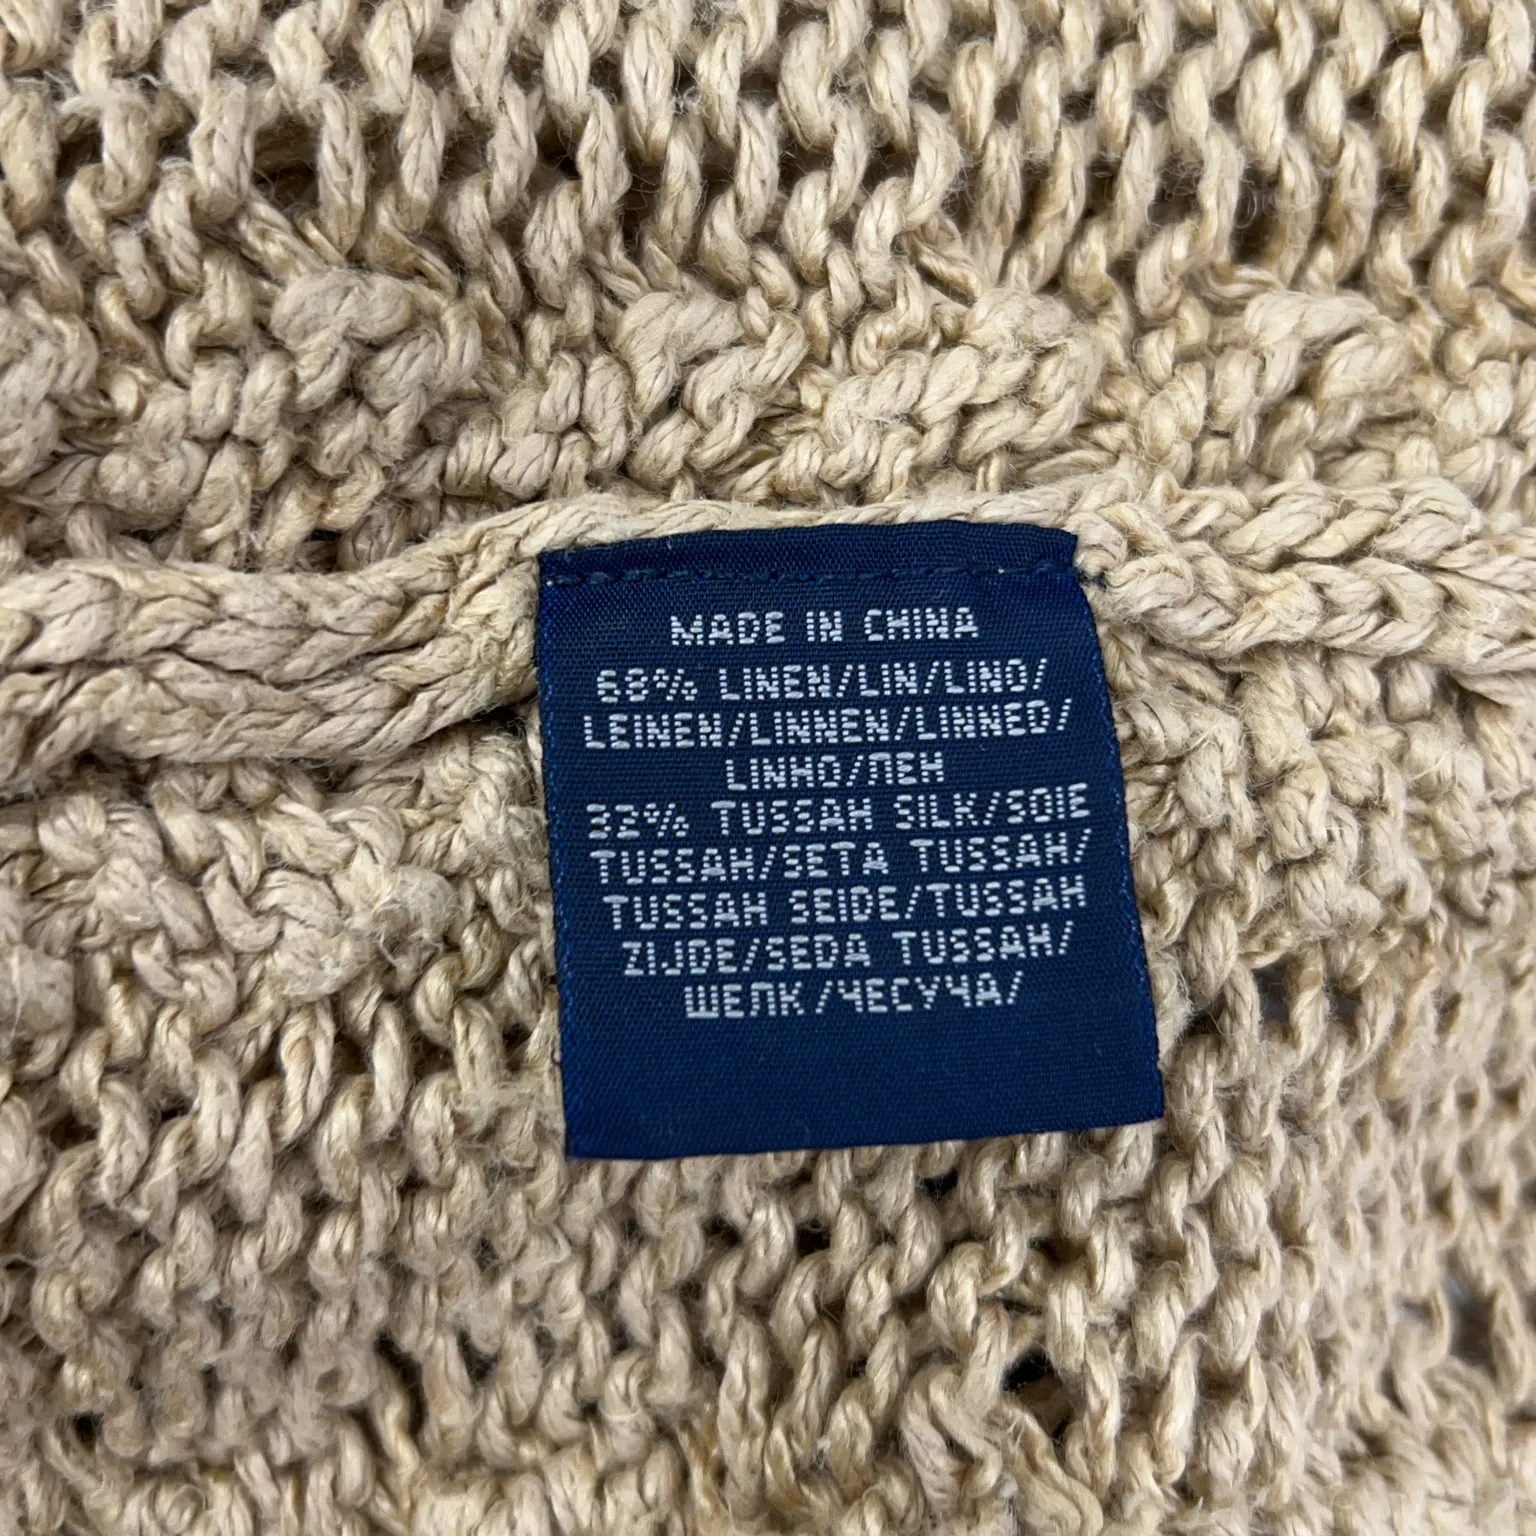 MADE IN CHINA
68% LINEN/LIN/LINO/
LEINEN/LINNEN/LINNED/
LINHO/ЛЕН
32% TUSSAH SILK/SOIE
TUSSAH/SETA TUSSAH/
TUSSAH SEIDE/TUSSAH
ZIJDE/SEDA TUSSAH/
ШЕЛК/ЧЕСУЧА/